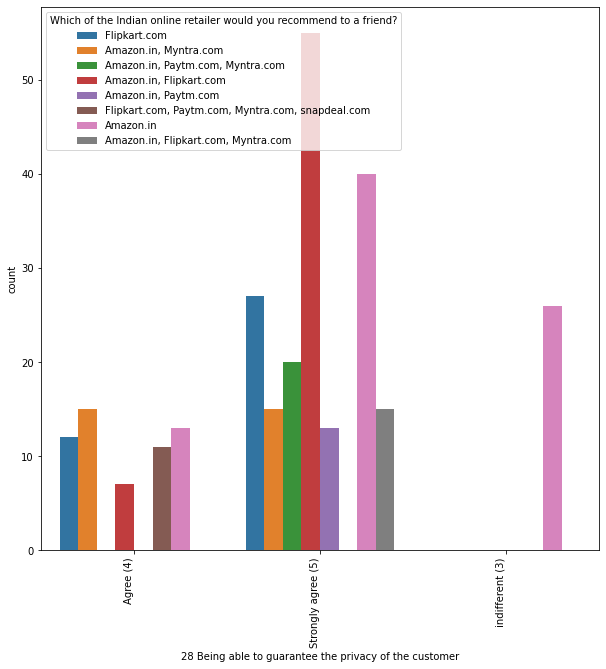 Which of the Indian online retailer would you recommend to a friend?
Flipkart.com
Amazon.in, Myntra.com
Amazon.in, Paytm.com, Myntra.com
Amazon.in, Flipkart.com
Amazon.in, Paytm.com
Flipkart.com, Paytm.com, Myntra.com, snapdeal.com
Amazon.in
Amazon.in, Flipkart.com, Myntra.com
50
40
30
20
10
0
count
Agree (4)
Strongly agree (5)
indifferent (3)
28 Being able to guarantee the privacy of the customer